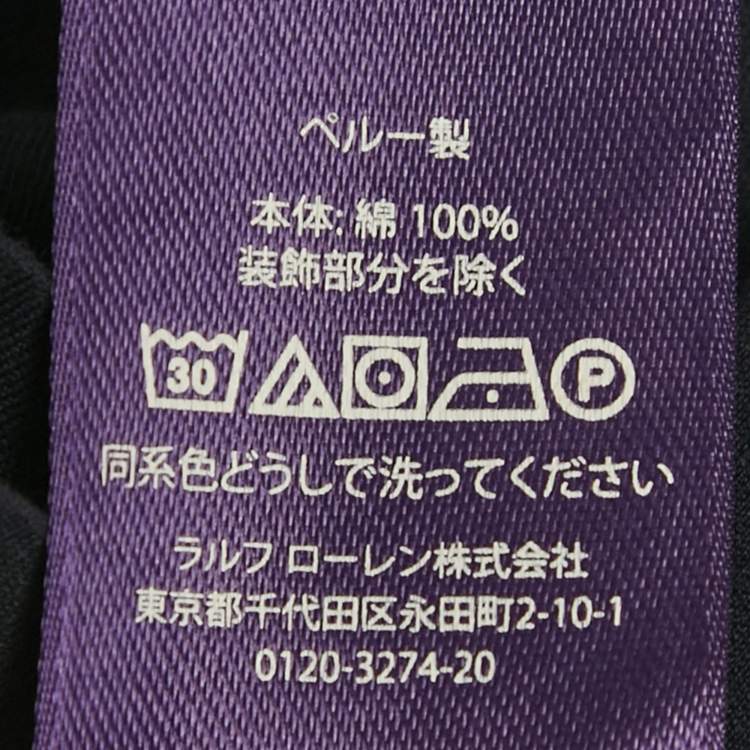 ペルー製
本体: 綿 100%
装飾部分を除く
30 P
同系色どうしで洗ってください
ラルフ ローレン株式会社
東京都千代田区永田町2-10-1
0120-3274-20